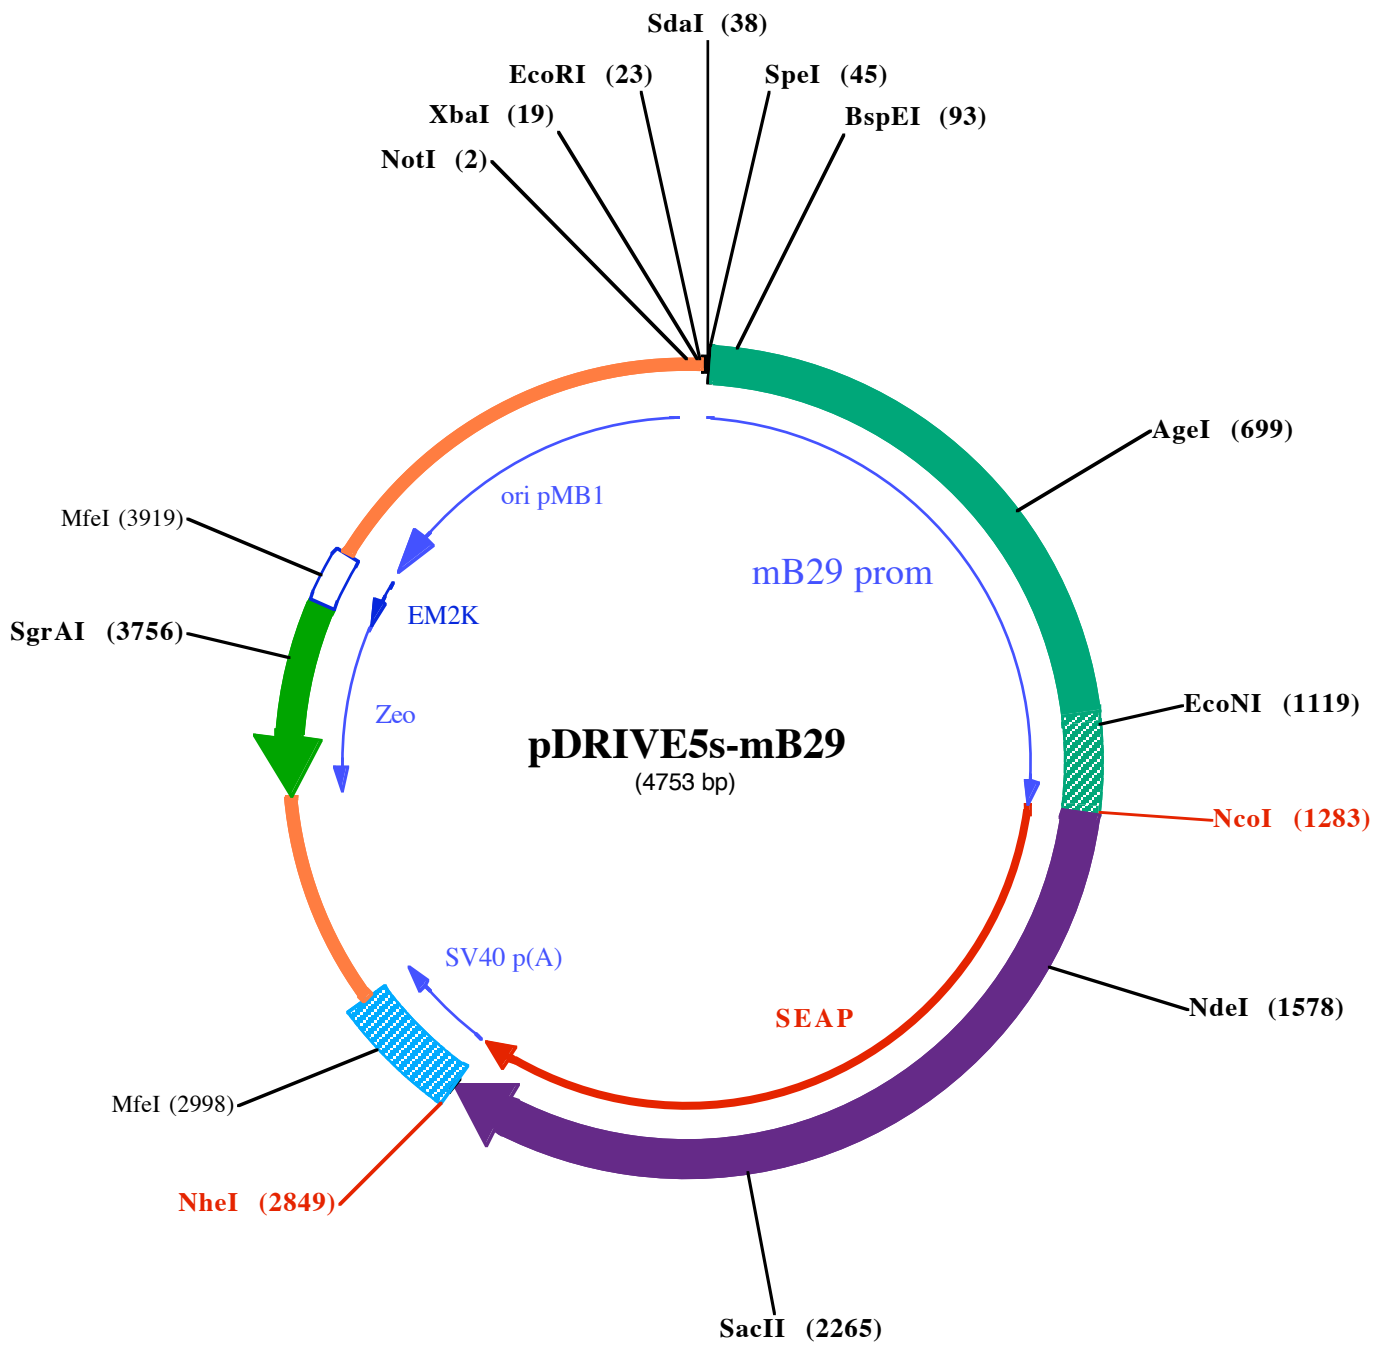 SdaI (38)
EcoRI (23)
SpeI (45)
XbaI (19)
BspEI (93)
NotI (2)
AgeI (699)
ori pMB1
MfeI (3919)
mB29 prom
EM2K
SgrAI (3756)
EcoNI (1119)
Zeo
pDRIVE5s-mB29
(4753 bp)
NcoI (1283)
SV40 p(A)
NdeI (1578)
SEAP
MfeI (2998)
NheI (2849)
SacII (2265)